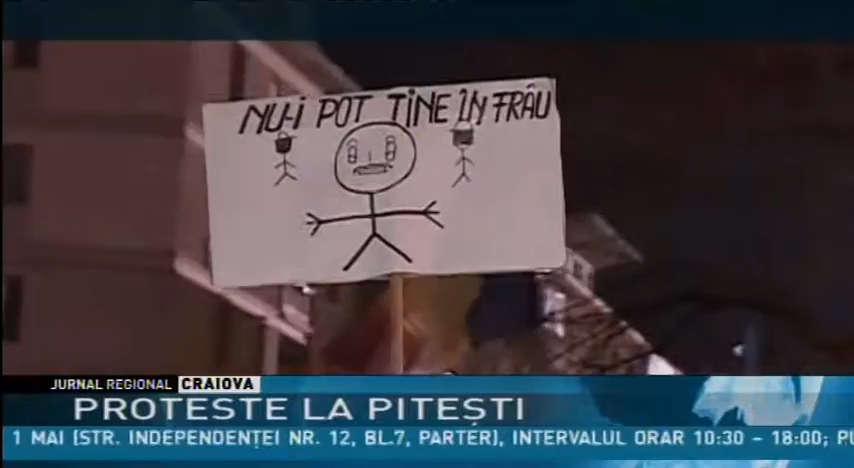 NU-I POT ȚINE ÎN FRÂU
JURNAL REGIONAL CRAIOVA
PROTESTE LA PITEȘTI
1 MAI (STR. INDEPENDENȚEI NR. 12, BL.7, PARTER), INTERVALUL ORAR 10:30 - 18:00;